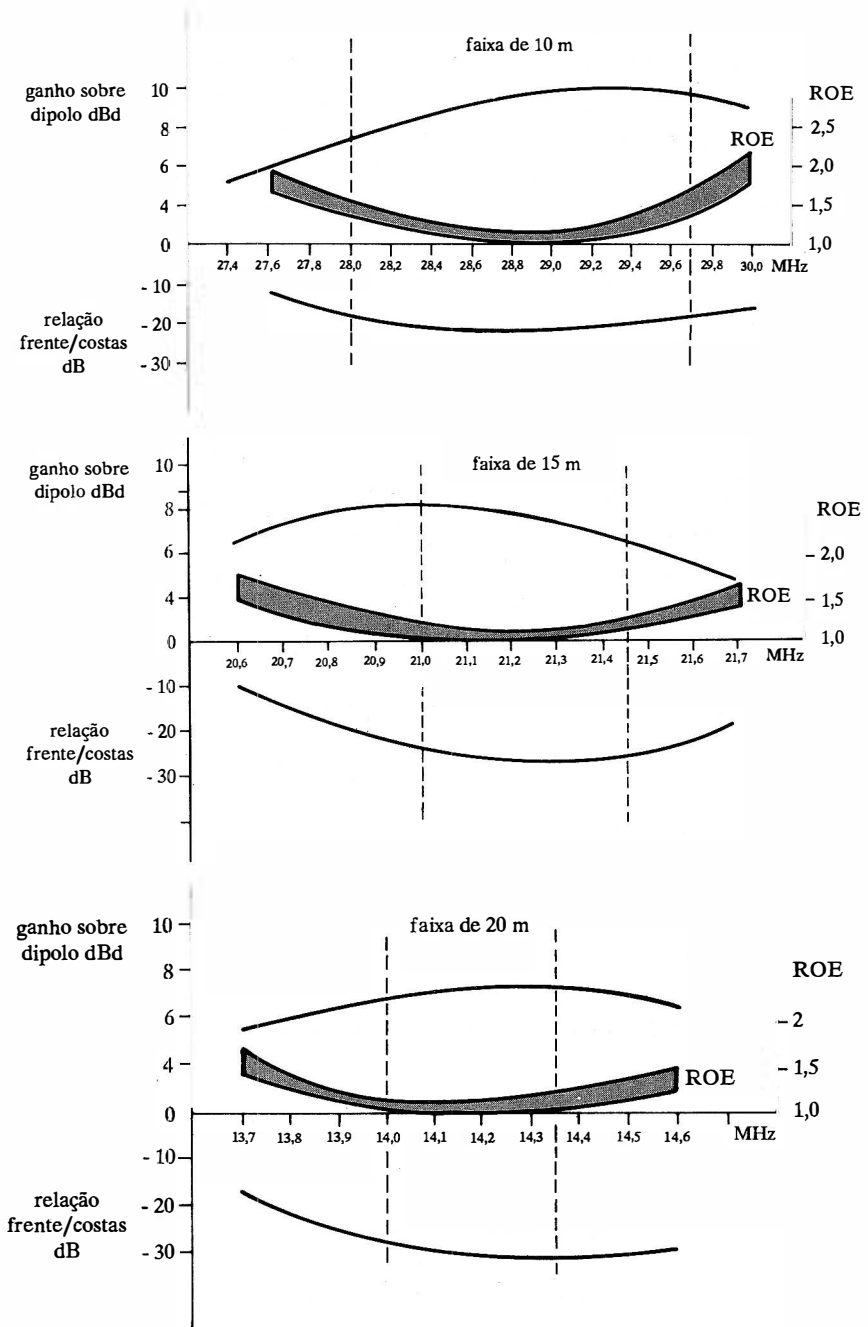 faixa de 10 m
ganho sobre
dipolo dBd
10
8
6
4
0
ROE
ROE
2,5
2,0
1,5
1,0
27,4 27,6 27,8 28,0 28,2 28,4 28,6 28,8 29,0 29,2 29,4 29,6 29,8 30,0 MHz
relação
frente/costas
dB
- 10
- 20
- 30
faixa de 15 m
ganho sobre
dipolo dBd
10
8
6
4
0
ROE
2,0
ROE
1,5
1,0
20,6 20,7 20,8 20,9 21,0 21,1 21,2 21,3 21,4 21,5 21,6 21,7 MHz
relação
frente/costas
dB
- 10
- 20
- 30
faixa de 20 m
ganho sobre
dipolo dBd
10
8
6
4
0
ROE
2
ROE
1,5
1,0
13,7 13,8 13,9 14,0 14,1 14,2 14,3 14,4 14,5 14,6 MHz
relação
frente/costas
dB
- 10
- 20
- 30